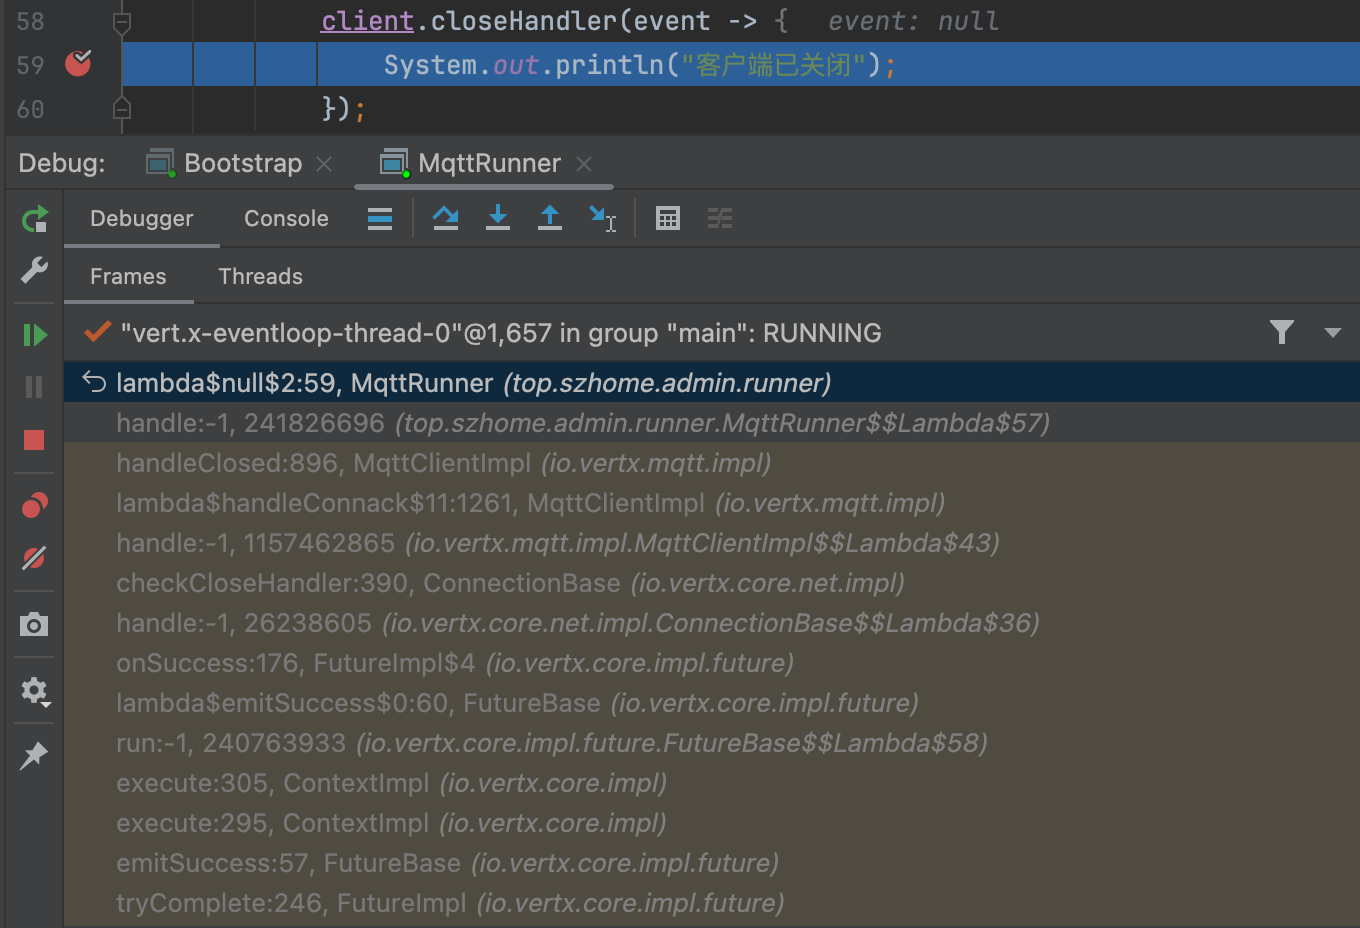 58 client.closeHandler(event -> { event: null
59 System.out.println("客户端已关闭");
60 });
Debug: Bootstrap MqttRunner
Debugger Console
Frames Threads
"vert.x-eventloop-thread-0"@1,657 in group "main": RUNNING
lambda$null$2:59, MqttRunner (top.szhome.admin.runner)
handle:-1, 241826696 (top.szhome.admin.runner.MqttRunner$$Lambda$57)
handleClosed:896, MqttClientImpl (io.vertx.mqtt.impl)
lambda$handleConnack$11:1261, MqttClientImpl (io.vertx.mqtt.impl)
handle:-1, 1157462865 (io.vertx.mqtt.impl.MqttClientImpl$$Lambda$43)
checkCloseHandler:390, ConnectionBase (io.vertx.core.net.impl)
handle:-1, 26238605 (io.vertx.core.net.impl.ConnectionBase$$Lambda$36)
onSuccess:176, FutureImpl$4 (io.vertx.core.impl.future)
lambda$emitSuccess$0:60, FutureBase (io.vertx.core.impl.future)
run:-1, 240763933 (io.vertx.core.impl.future.FutureBase$$Lambda$58)
execute:305, ContextImpl (io.vertx.core.impl)
execute:295, ContextImpl (io.vertx.core.impl)
emitSuccess:57, FutureBase (io.vertx.core.impl.future)
tryComplete:246, FutureImpl (io.vertx.core.impl.future)